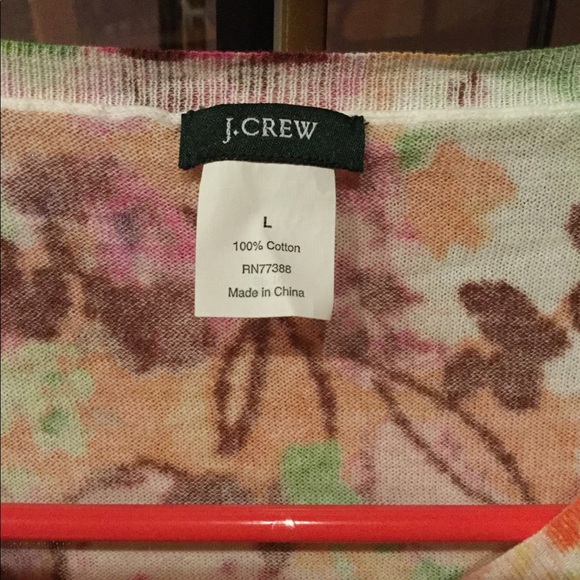 J.CREW
L
100% Cotton
RN77388
Made in China